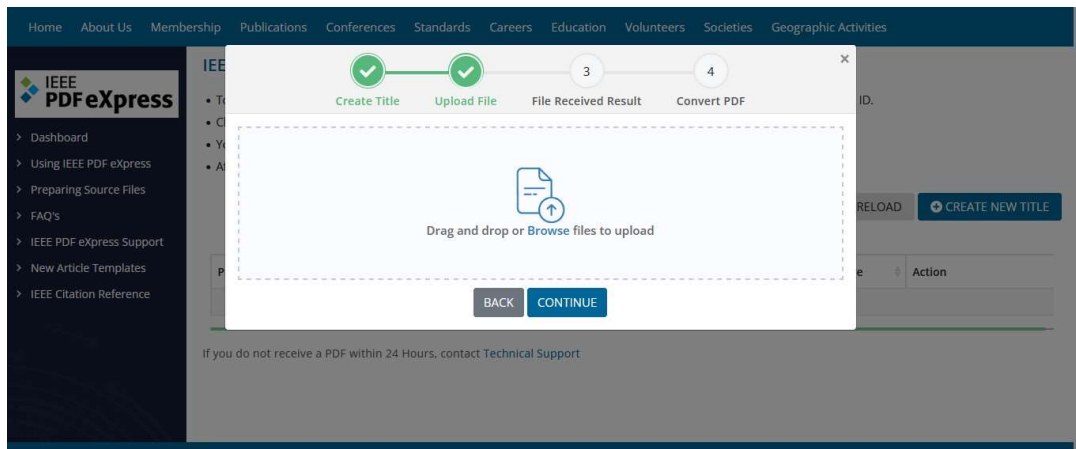 Home About Us Membership Publications Conferences Standards Careers Education Volunteers Societies Geographic Activities
IEEE
PDF eXpress
> Dashboard
> Using IEEE PDF eXpress
> Preparing Source Files
> FAQ's
> IEEE PDF eXpress Support
> New Article Templates
> IEEE Citation Reference
×
3
4
Create Title Upload File File Received Result Convert PDF
ID.
Drag and drop or Browse files to upload
BACK CONTINUE
RELOAD CREATE NEW TITLE
Action
If you do not receive a PDF within 24 Hours, contact Technical Support